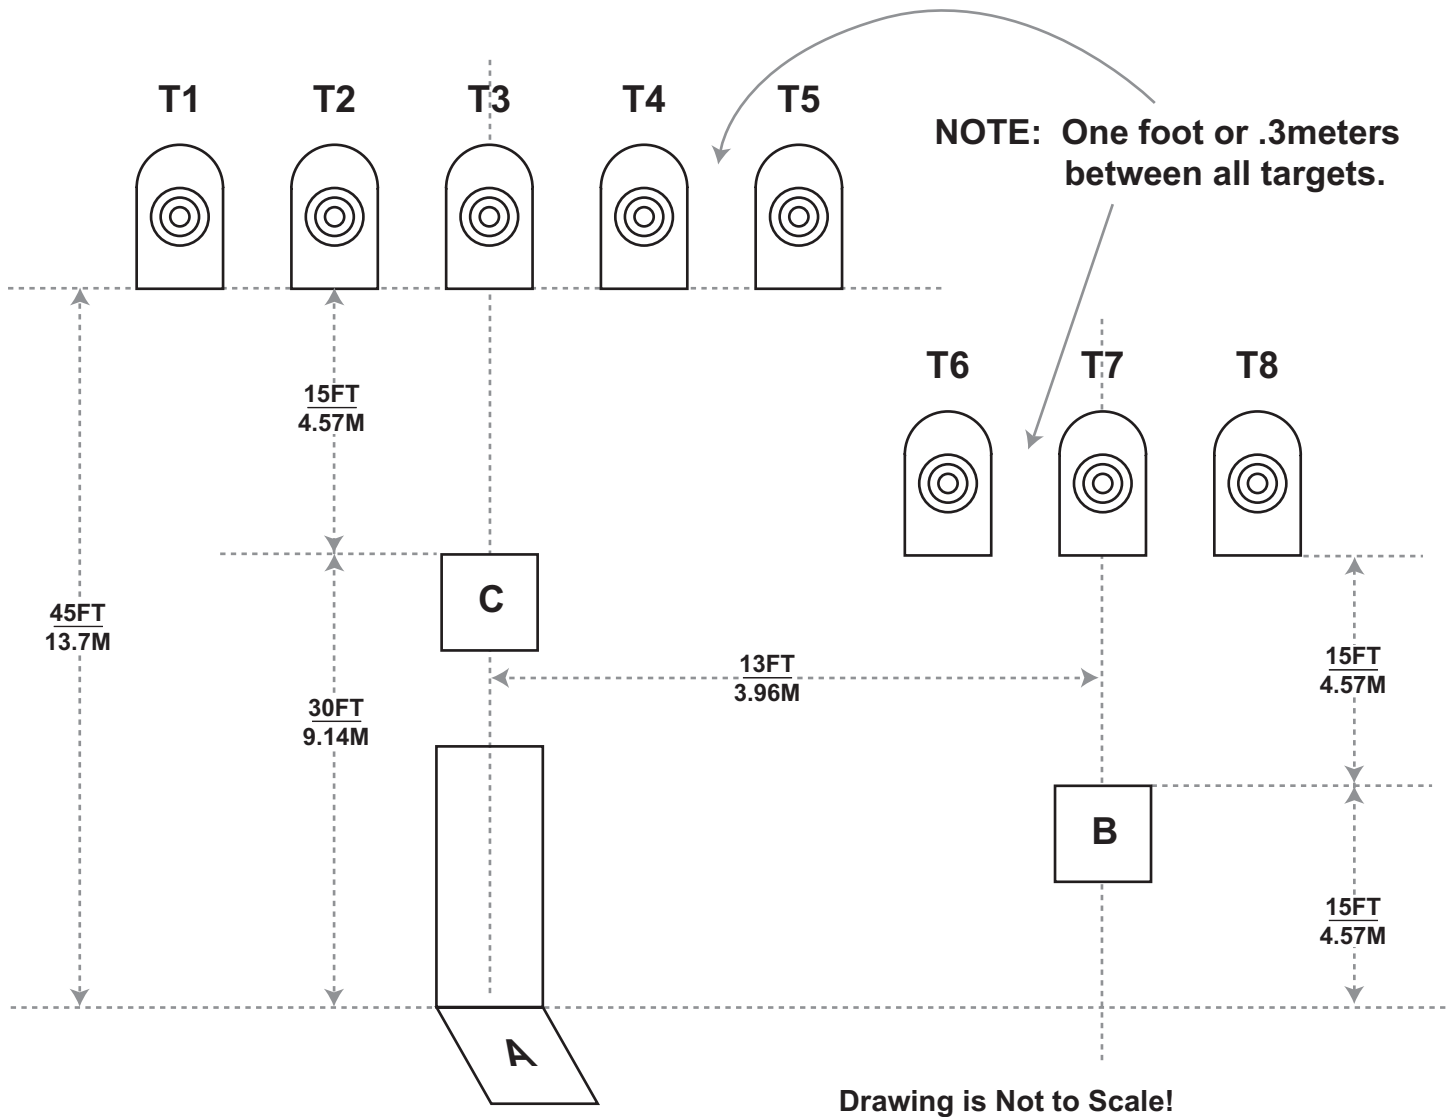 T1
T2
T3
T4
T5
NOTE:  One foot or .3meters
between all targets.
T6
T7
T8
15FT
4.57M
C
45FT
13.7M
13FT
3.96M
15FT
4.57M
30FT
9.14M
B
15FT
4.57M
A
Drawing is Not to Scale!